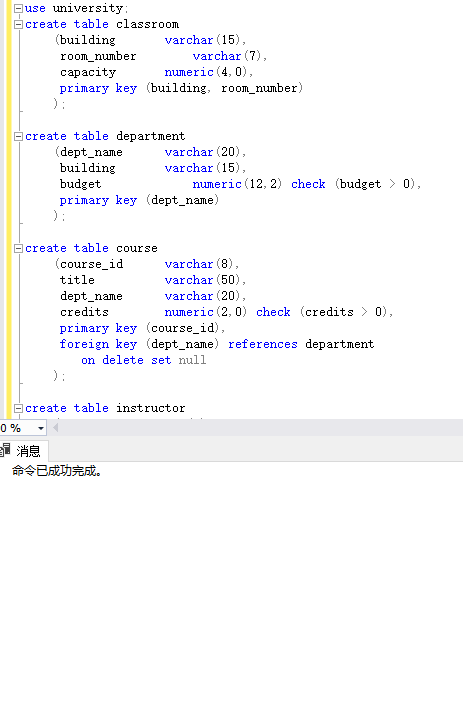 use university;
create table classroom
(building varchar(15),
room_number varchar(7),
capacity numeric(4,0),
primary key (building, room_number)
);
create table department
(dept_name varchar(20),
building varchar(15),
budget numeric(12,2) check (budget > 0),
primary key (dept_name)
);
create table course
(course_id varchar(8),
title varchar(50),
dept_name varchar(20),
credits numeric(2,0) check (credits > 0),
primary key (course_id),
foreign key (dept_name) references department
on delete set null
);
create table instructor
0 %
消息
命令已成功完成。